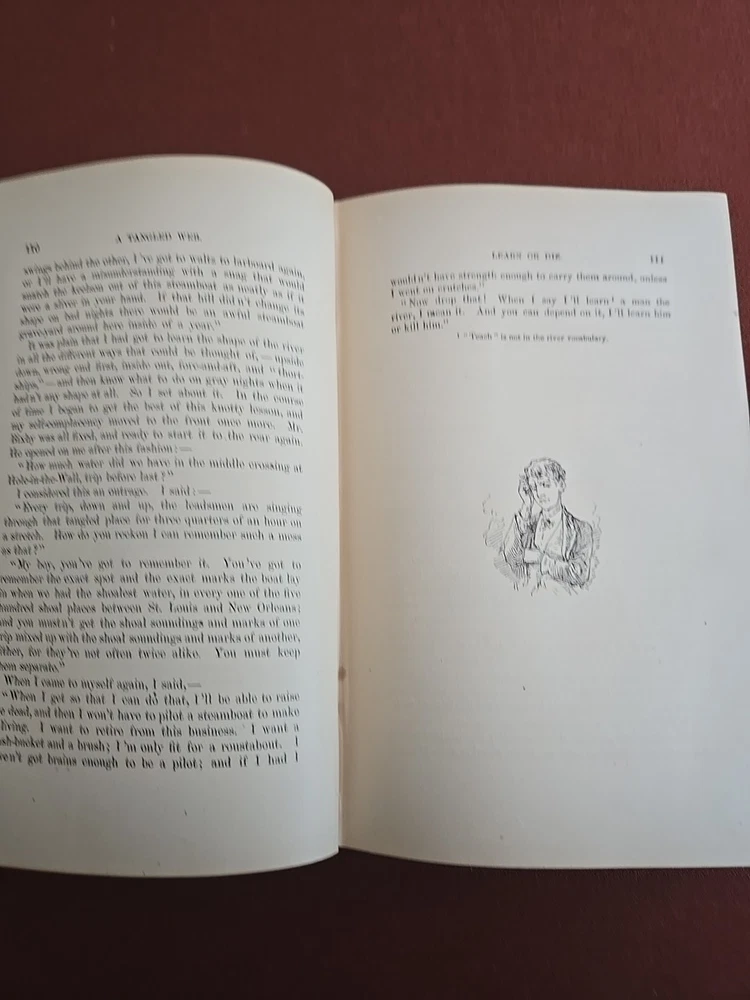 110
A TANGLED WEB.
swings behind the other, I've got to waltz to larboard again,
or I'll have a misunderstanding with a snag that would
snatch the keelson out of this steamboat as neatly as if it
were a sliver in your hand. If that hill didn't change its
shape on bad nights there would be an awful steamboat
graveyard around here inside of a year."
It was plain that I had got to learn the shape of the river
in all the different ways that could be thought of,—upside
down, wrong end first, inside out, fore-and-aft, and "thort-
ships,"—and then know what to do on gray nights when it
hadn't any shape at all. So I set about it. In the course
of time I began to get the best of this knotty lesson, and
my self-complacency moved to the front once more. Mr.
Bixby was all fixed, and ready to start it to the rear again.
He opened on me after this fashion:—
"How much water did we have in the middle crossing at
Hole-in-the-Wall, trip before last?"
I considered this an outrage. I said:—
"Every trip, down and up, the leadsmen are singing
through that tangled place for three quarters of an hour on
a stretch. How do you reckon I can remember such a mess
as that?"
"My boy, you've got to remember it. You've got to
remember the exact spot and the exact marks the boat lay
in when we had the shoalest water, in every one of the five
hundred shoal places between St. Louis and New Orleans;
and you mustn't get the shoal soundings and marks of one
trip mixed up with the shoal soundings and marks of another,
either, for they're not often twice alike. You must keep
them separate."
When I came to myself again, I said,—
"When I get so that I can do that, I'll be able to raise
e dead, and then I won't have to pilot a steamboat to make
living. I want to retire from this business. I want a
sh-bucket and a brush; I'm only fit for a roustabout. I
ven't got brains enough to be a pilot; and if I had I
LEARN OR DIE.
111
wouldn't have strength enough to carry them around, unless
I went on crutches."
"Now drop that! When I say I'll learn¹ a man the
river, I mean it. And you can depend on it, I'll learn him
or kill him."
¹ "Teach" is not in the river vocabulary.